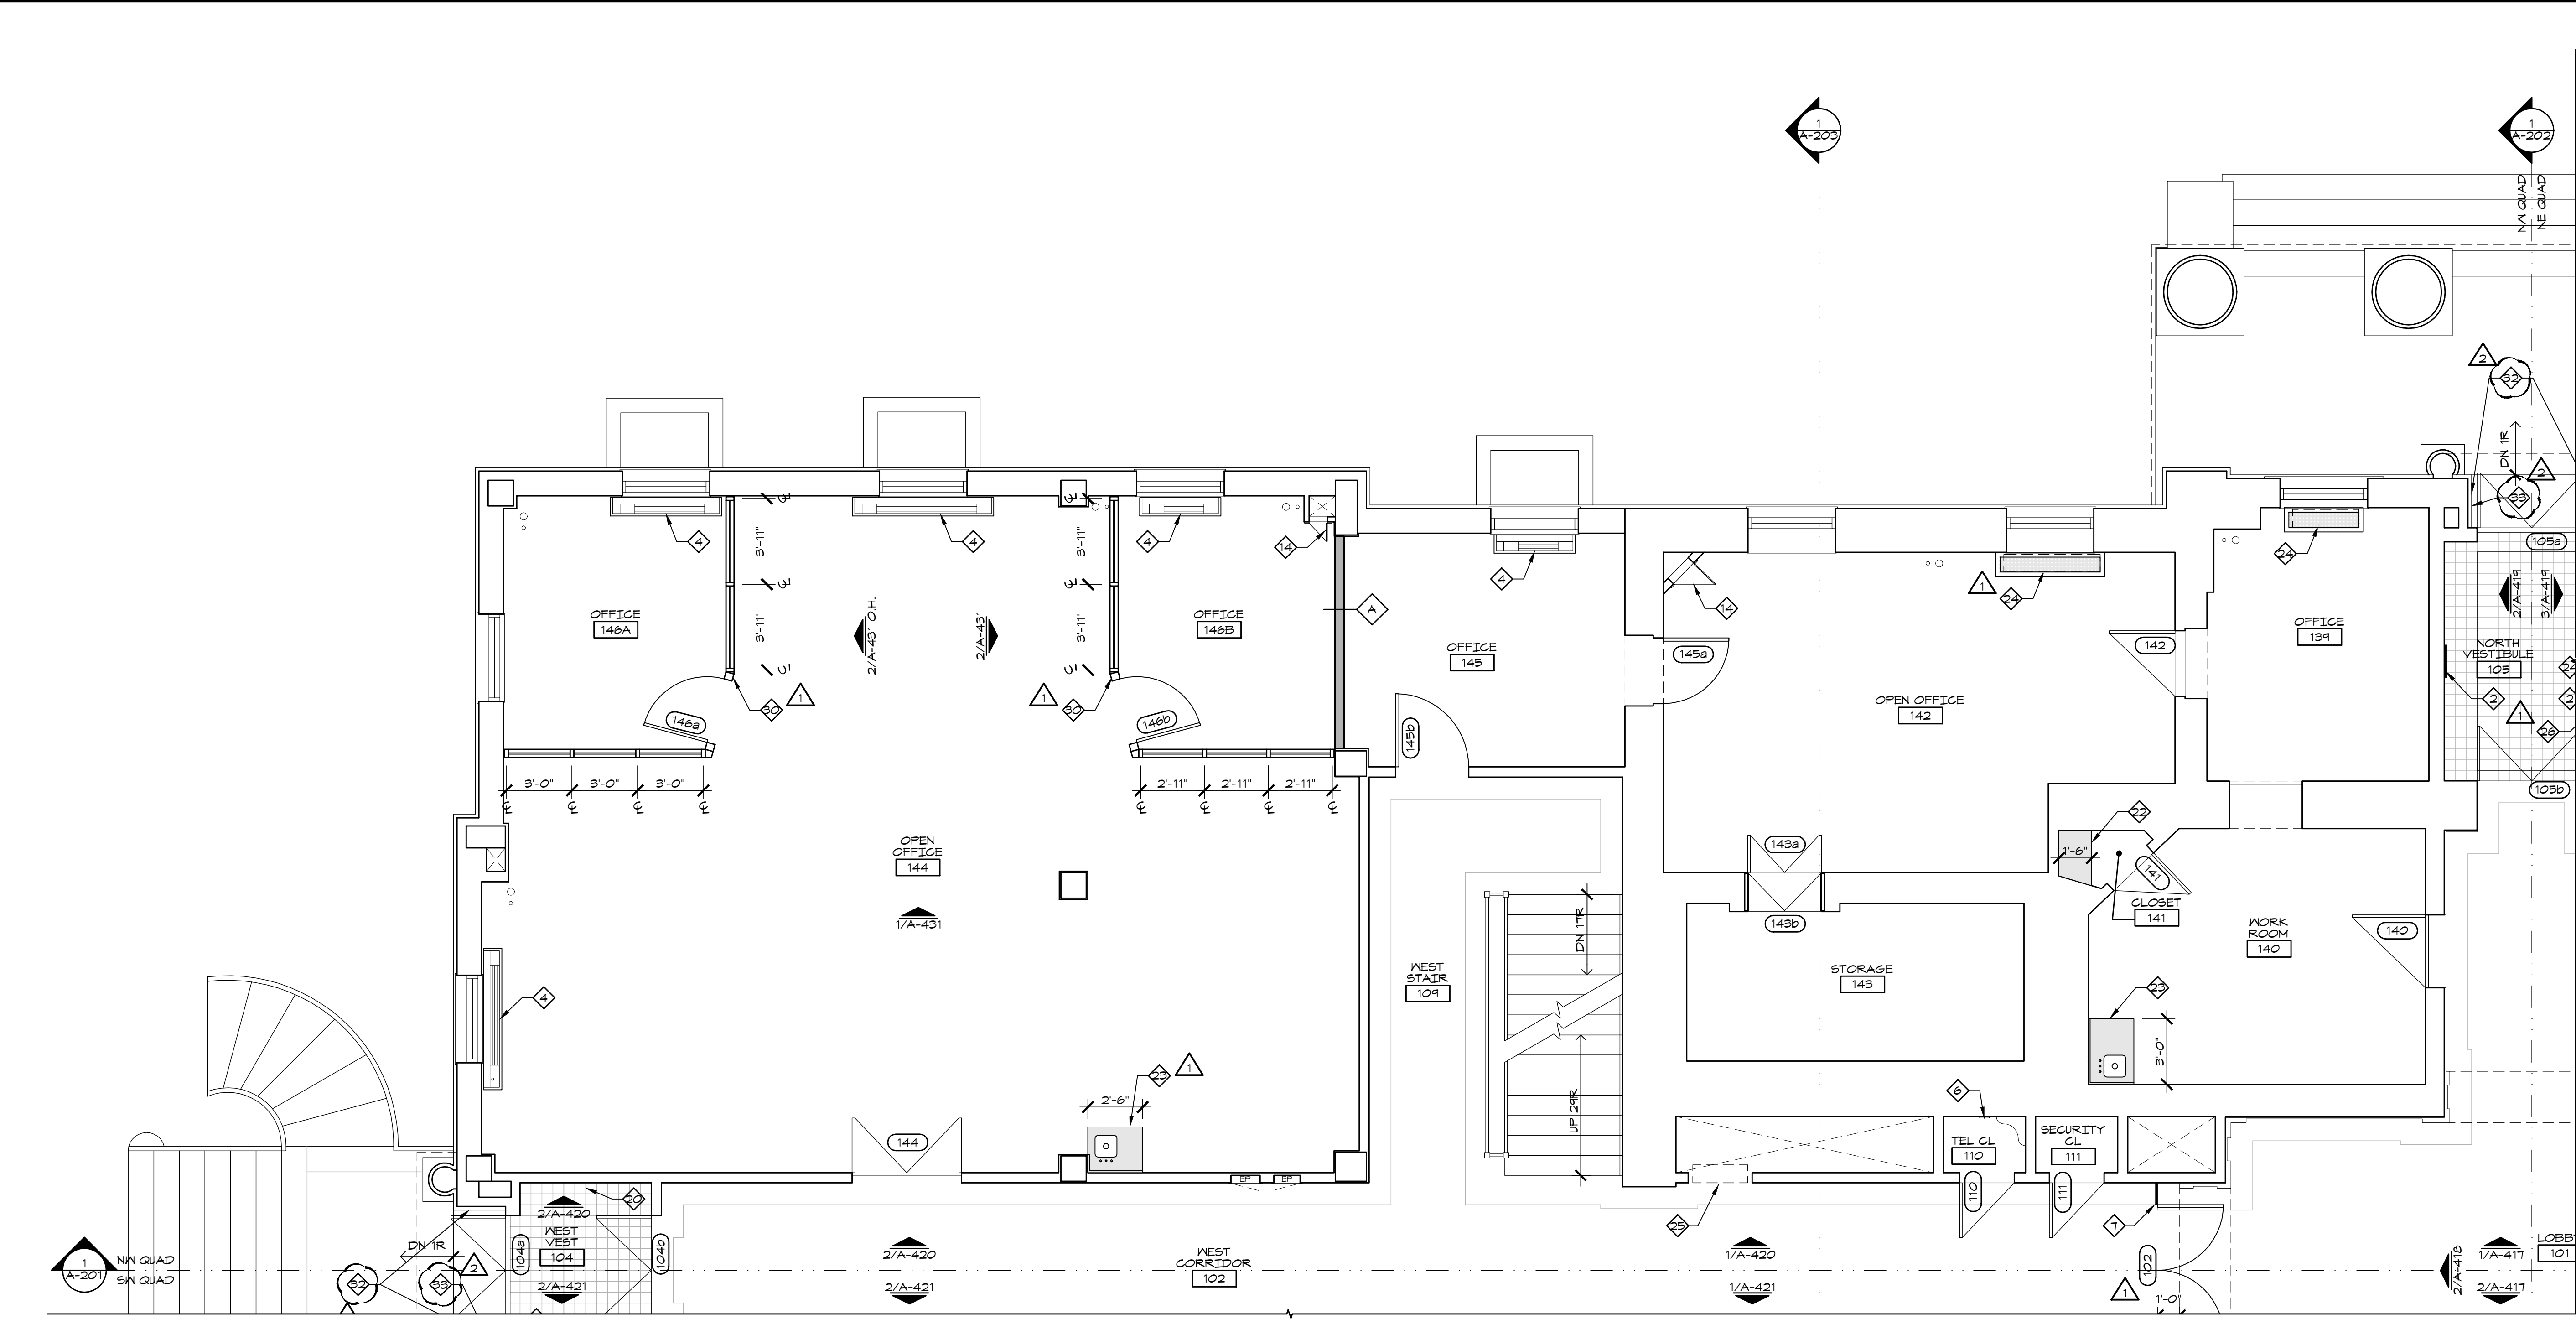 1
A-203
1
A-202
NW QUAD
NE QUAD
2
32
DN 1R
2
33
3'-11"
3'-11"
3'-11"
3'-11"
4
4
4
14
4
14
1
24
24
105a
OFFICE
146A
OFFICE
146B
A
OFFICE
145
145a
145b
142
OFFICE
139
2/A-431 O.H.
2/A-431
2/A-419
3/A-419
NORTH
VESTIBULE
105
24
2
2
1
26
30
1
1
30
146a
146b
OPEN OFFICE
142
3'-0"
3'-0"
3'-0"
2'-11"
2'-11"
2'-11"
℄
℄
℄
℄
℄
℄
℄
℄
105b
OPEN
OFFICE
144
1/A-431
143a
143b
22
1'-6"
141
CLOSET
141
WORK
ROOM
140
140
DN 17R
WEST
STAIR
109
STORAGE
143
4
23
3'-0"
23
1
2'-6"
UP 29R
6
144
TEL CL
110
SECURITY
CL
111
EP
EP
110
111
20
25
7
2/A-420
WEST
VEST
104
2/A-421
104a
104b
DN 1R
2
32
33
1
A-201
NW QUAD
SW QUAD
2/A-420
2/A-421
WEST
CORRIDOR
102
1/A-420
1/A-421
102
1
1'-0"
2/A-418
1/A-417
2/A-417
LOBBY
101